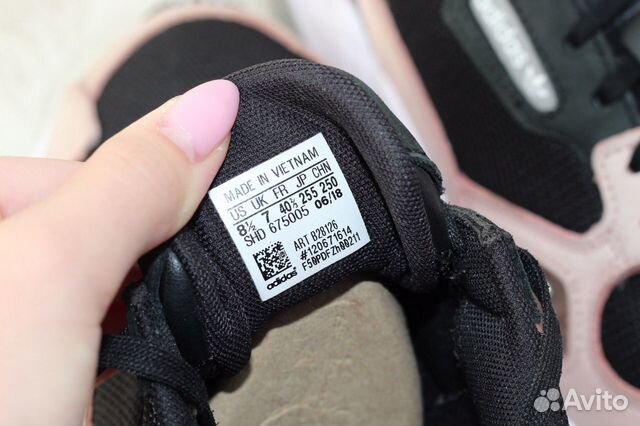 MADE IN VIETNAM
US UK FR JP CHN
8½ 7 40⅔ 255 250
SHD 675005 06/18
ART B28126
#120671614
F50PDFZH00211
adidas
adidas
Avito